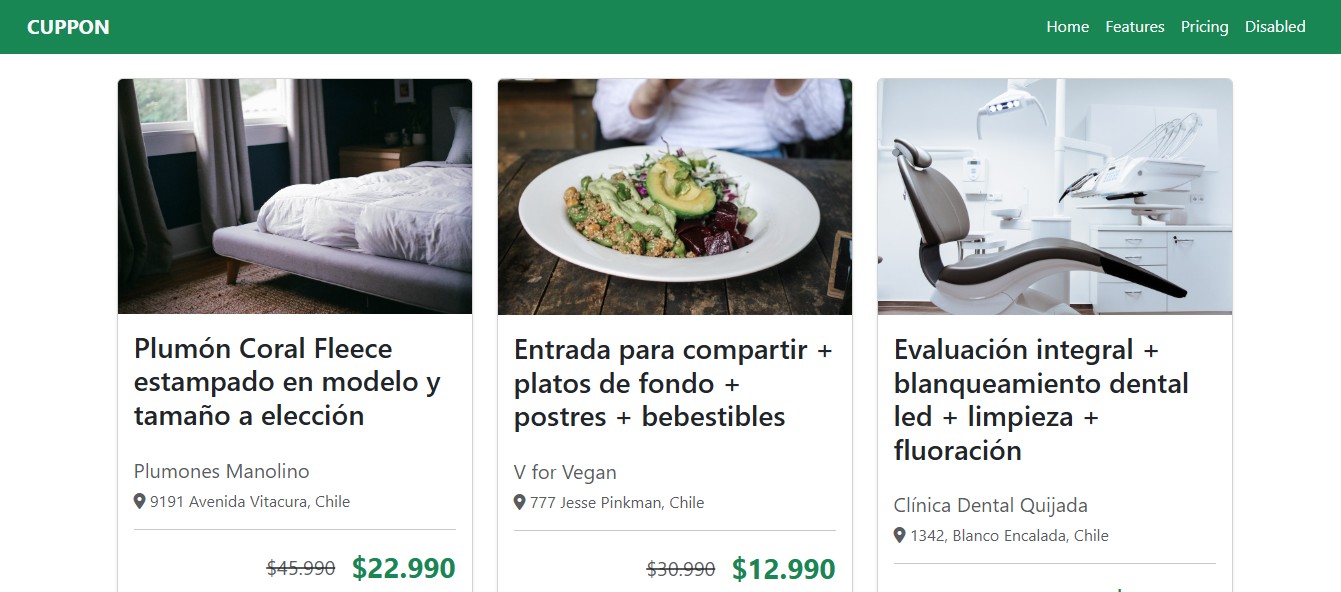 CUPPON
Home Features Pricing Disabled
Plumón Coral Fleece
estampado en modelo y
tamaño a elección
Plumones Manolino
9191 Avenida Vitacura, Chile
$45.990 $22.990
Entrada para compartir +
platos de fondo +
postres + bebestibles
V for Vegan
777 Jesse Pinkman, Chile
$30.990 $12.990
Evaluación integral +
blanqueamiento dental
led + limpieza +
fluoración
Clínica Dental Quijada
1342, Blanco Encalada, Chile